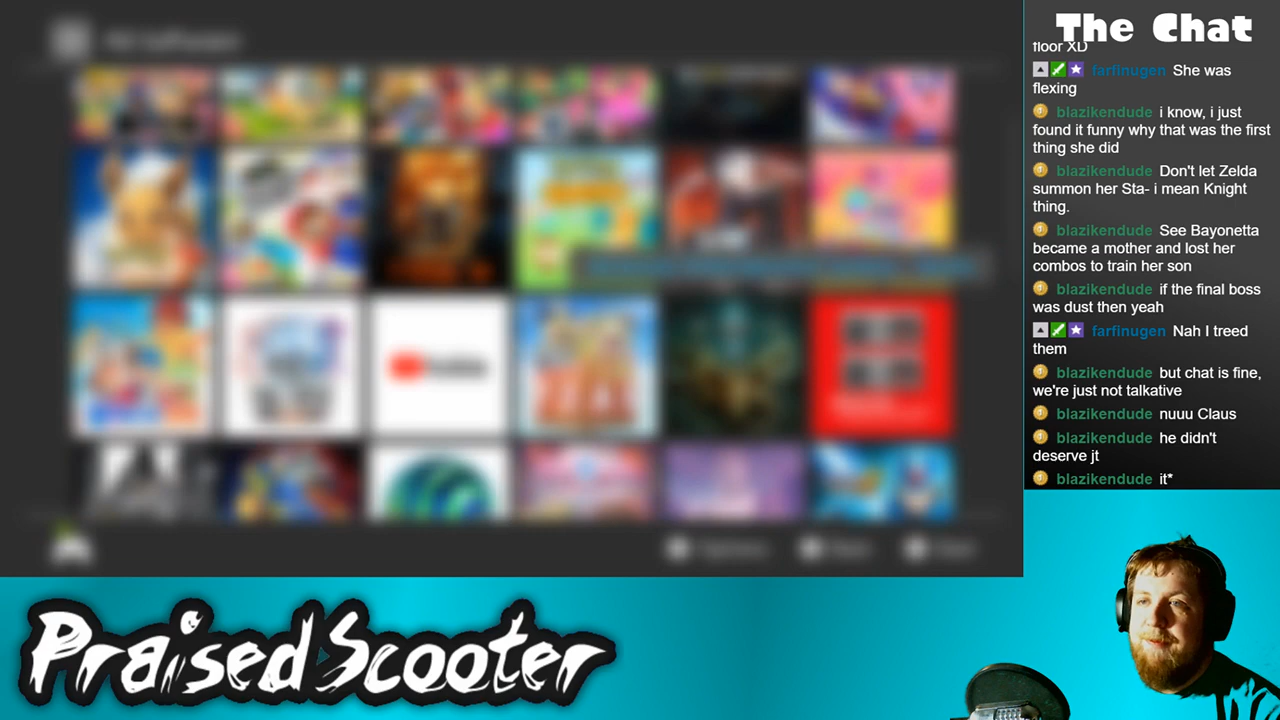 The Chat
floor XD
farfinugen She was
flexing
blazikendude i know, i just
found it funny why that was the first
thing she did
blazikendude Don't let Zelda
summon her Sta- i mean Knight
thing.
blazikendude See Bayonetta
became a mother and lost her
combos to train her son
blazikendude if the final boss
was dust then yeah
farfinugen Nah I treed
them
blazikendude but chat is fine,
we're just not talkative
blazikendude nuuu Claus
blazikendude he didn't
deserve jt
blazikendude it*
PraisedScooter